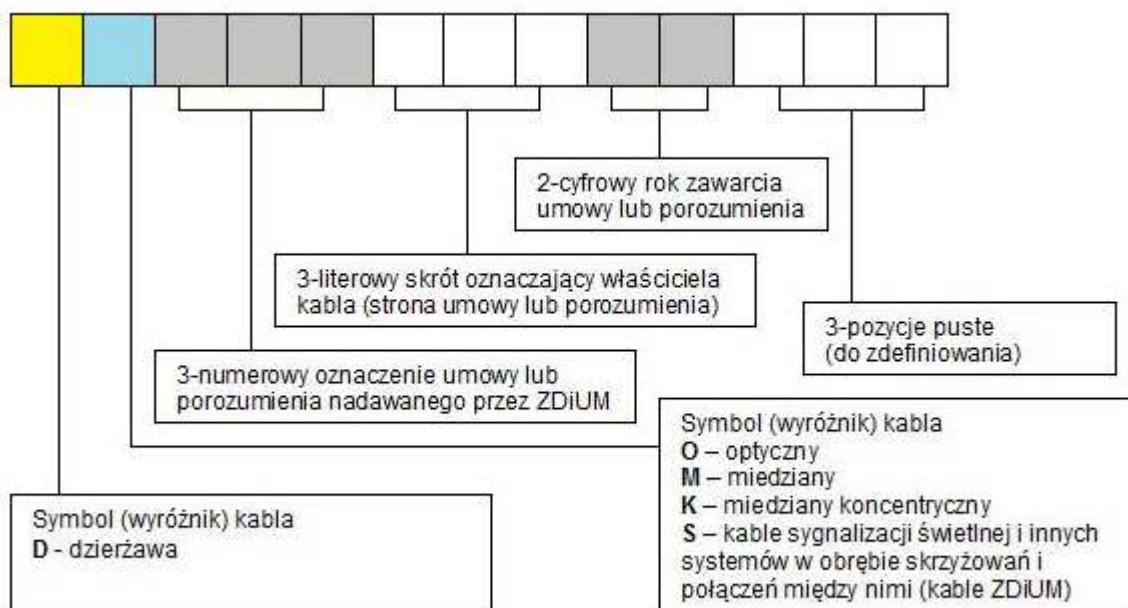 2-cyfrowy rok zawarcia
umowy lub porozumienia
3-literowy skrót oznaczający właściciela
kabla (strona umowy lub porozumienia)
3-pozycje puste
(do zdefiniowania)
3-numerowy oznaczenie umowy lub
porozumienia nadawanego przez ZDiUM
Symbol (wyróżnik) kabla
O – optyczny
M – miedziany
K – miedziany koncentryczny
S – kable sygnalizacji świetlnej i innych
systemów w obrębie skrzyżowań i
połączeń między nimi (kable ZDiUM)
Symbol (wyróżnik) kabla
D - dzierżawa